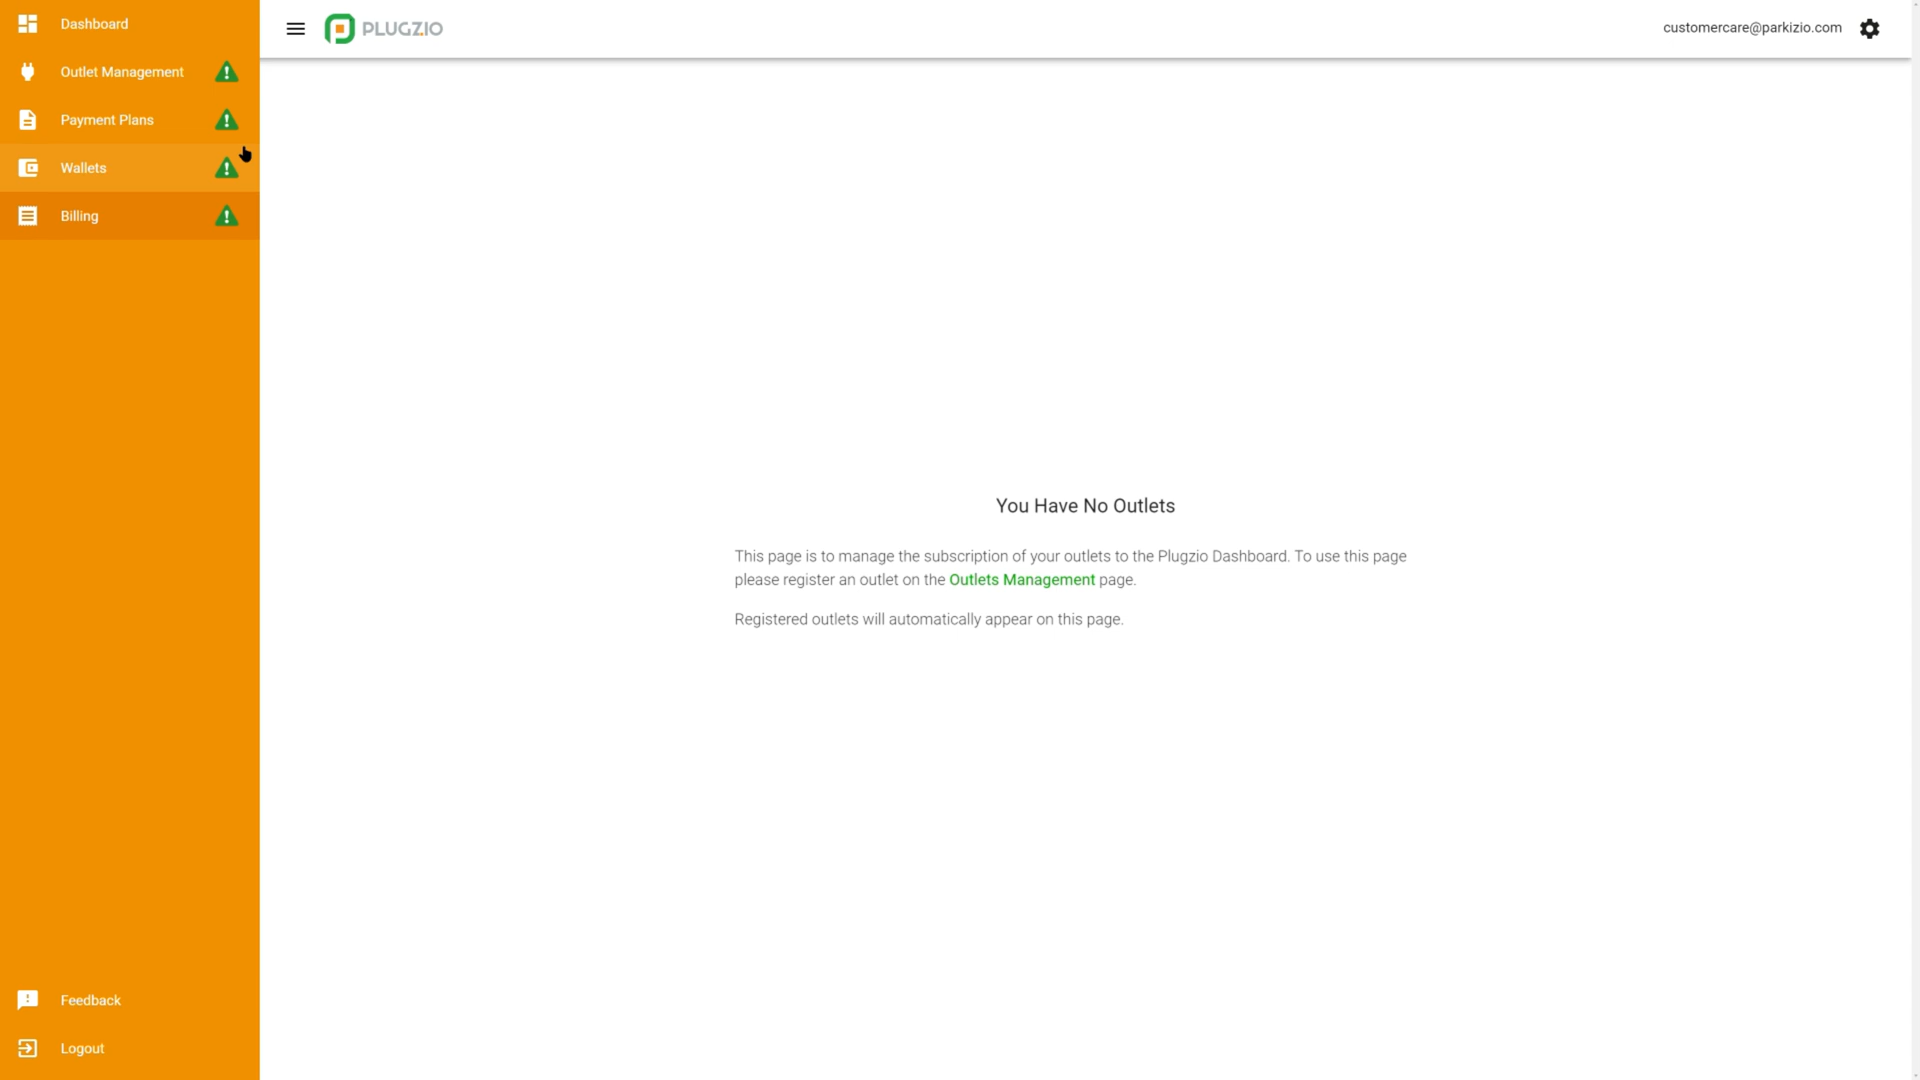 Dashboard
Outlet Management
Payment Plans
Wallets
Billing
Feedback
Logout
PLUGZIO
customercare@parkizio.com
You Have No Outlets
This page is to manage the subscription of your outlets to the Plugzio Dashboard. To use this page
please register an outlet on the Outlets Management page.
Registered outlets will automatically appear on this page.